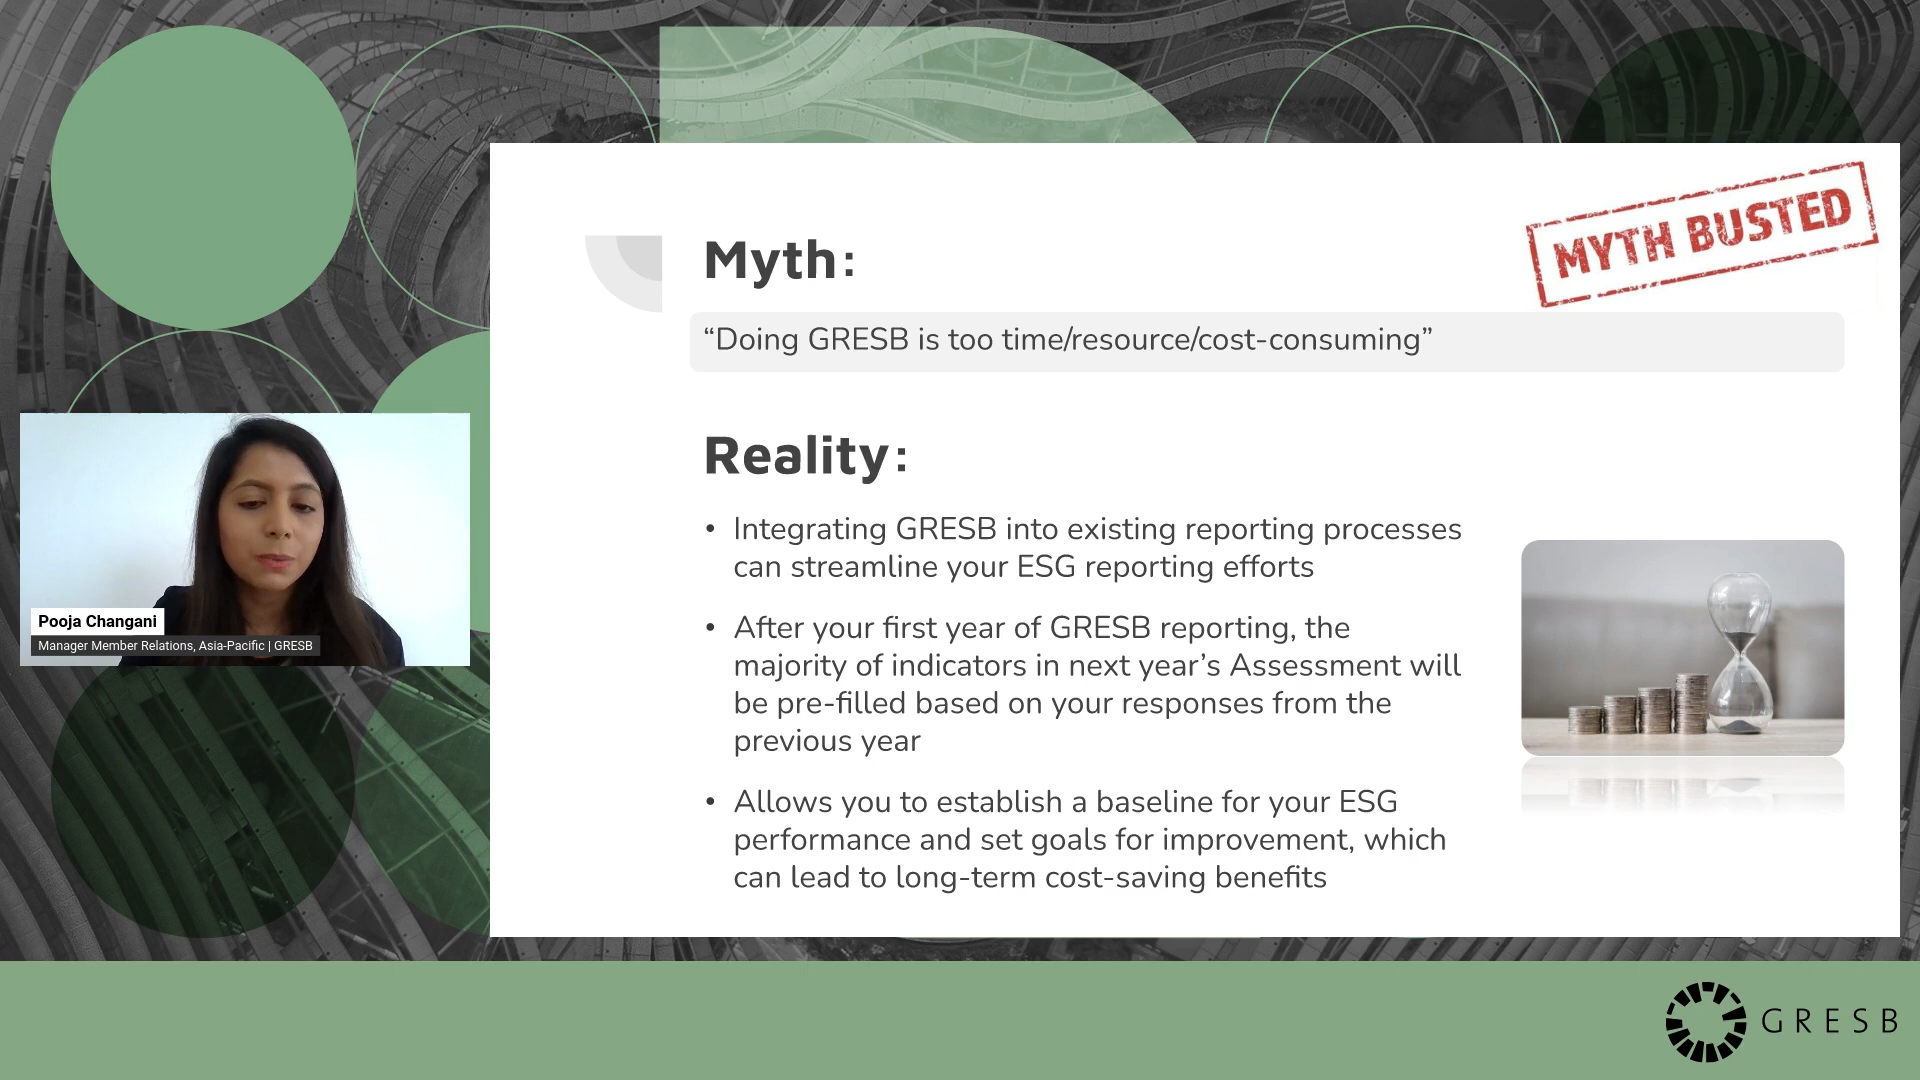 MYTH BUSTED
Myth:
“Doing GRESB is too time/resource/cost-consuming”
Reality:
• Integrating GRESB into existing reporting processes
can streamline your ESG reporting efforts
• After your first year of GRESB reporting, the
majority of indicators in next year’s Assessment will
be pre-filled based on your responses from the
previous year
• Allows you to establish a baseline for your ESG
performance and set goals for improvement, which
can lead to long-term cost-saving benefits
Pooja Changani
Manager Member Relations, Asia-Pacific | GRESB
GRESB